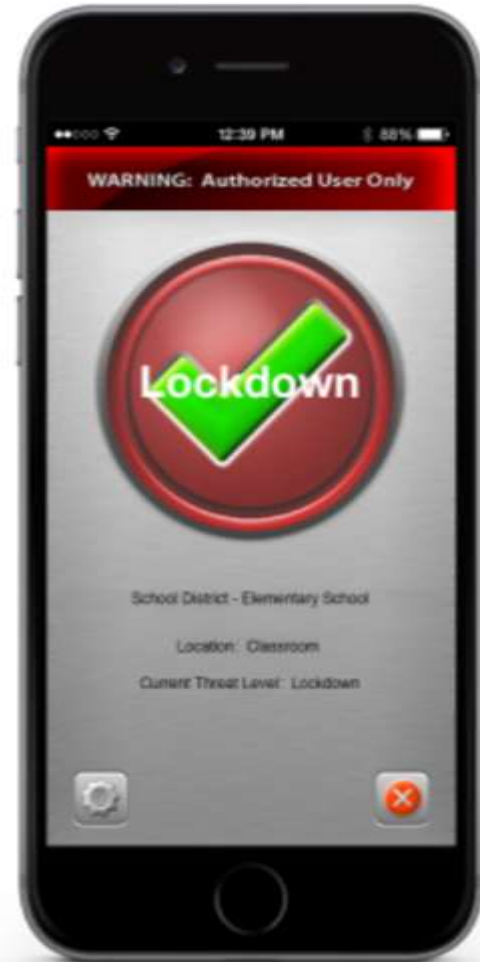 12:39 PM
88%
WARNING: Authorized User Only
Lockdown
School District - Elementary School
Location: Classroom
Current Threat Level: Lockdown